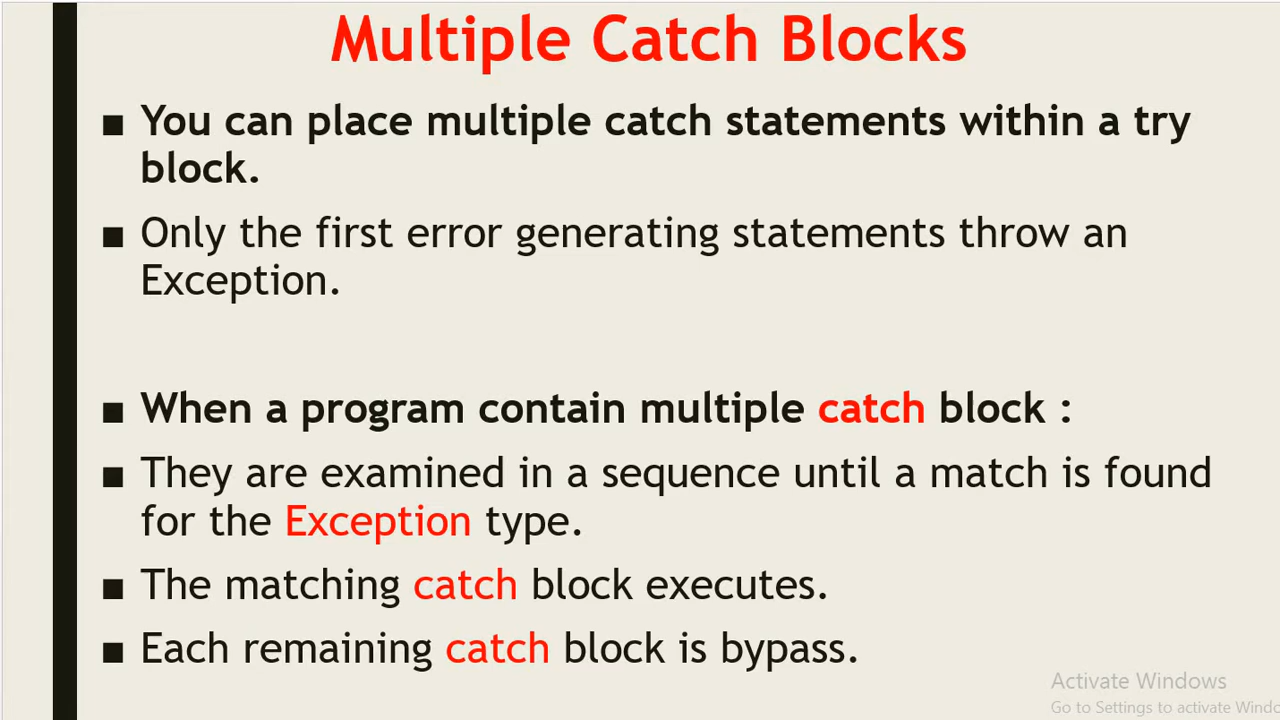 Multiple Catch Blocks
■ You can place multiple catch statements within a try
block.
■ Only the first error generating statements throw an
Exception.
■ When a program contain multiple catch block :
■ They are examined in a sequence until a match is found
for the Exception type.
■ The matching catch block executes.
■ Each remaining catch block is bypass.
Activate Windows
Go to Settings to activate Windo